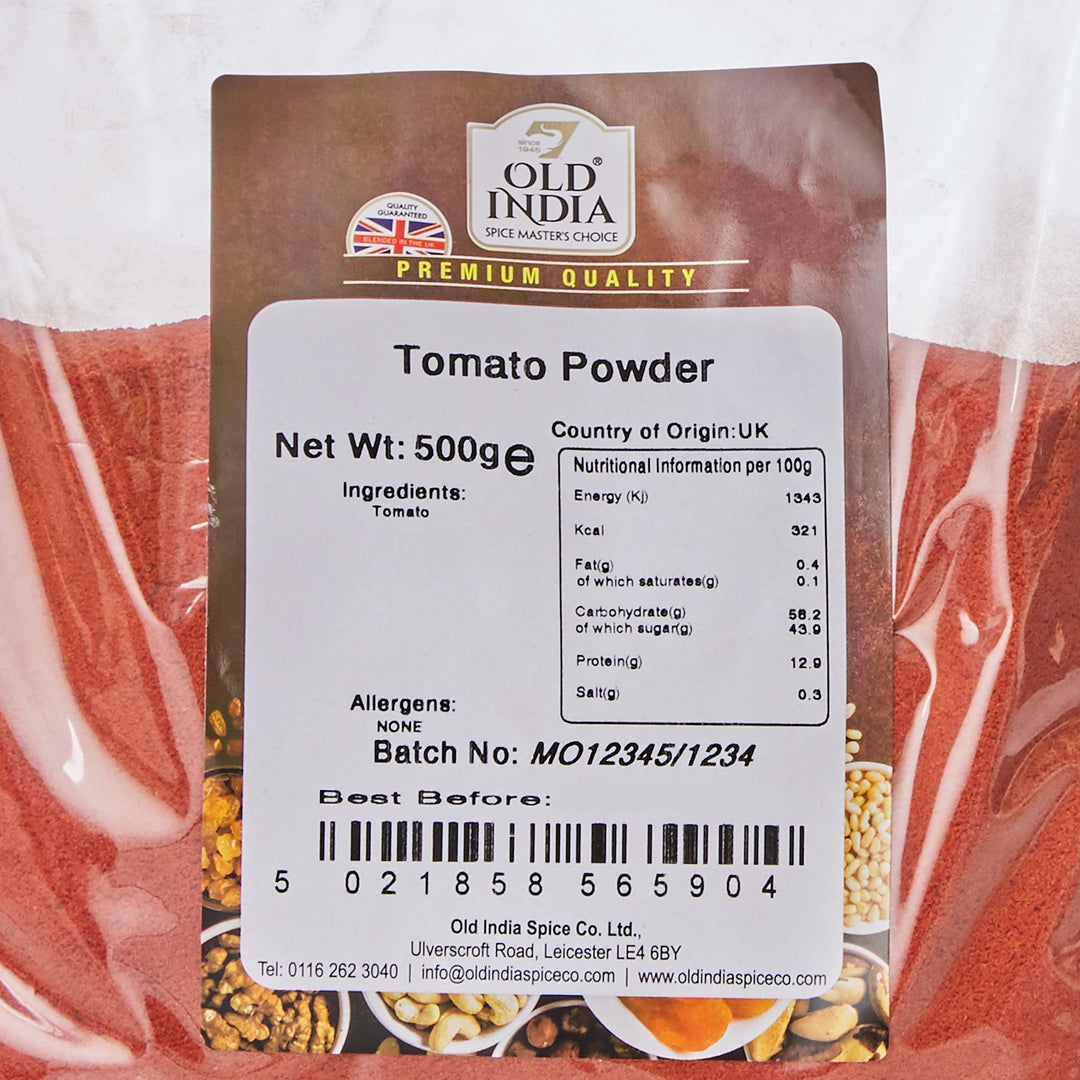 since
1945
OLD®
INDIA
SPICE MASTER'S CHOICE
QUALITY
GUARANTEED
BLENDED IN THE UK
PREMIUM QUALITY
Tomato Powder
Net Wt: 500g e
Country of Origin:UK
Ingredients:
Tomato
Nutritional Information per 100g
Energy (Kj) 1343
Kcal 321
Fat(g) 0.4
of which saturates(g) 0.1
Carbohydrate(g) 58.2
of which sugar(g) 43.9
Protein(g) 12.9
Salt(g) 0.3
Allergens:
NONE
Batch No: MO12345/1234
Best Before:
5 021858 565904
Old India Spice Co. Ltd.,
Ulverscroft Road, Leicester LE4 6BY
Tel: 0116 262 3040 | info@oldindiaspiceco.com | www.oldindiaspiceco.com